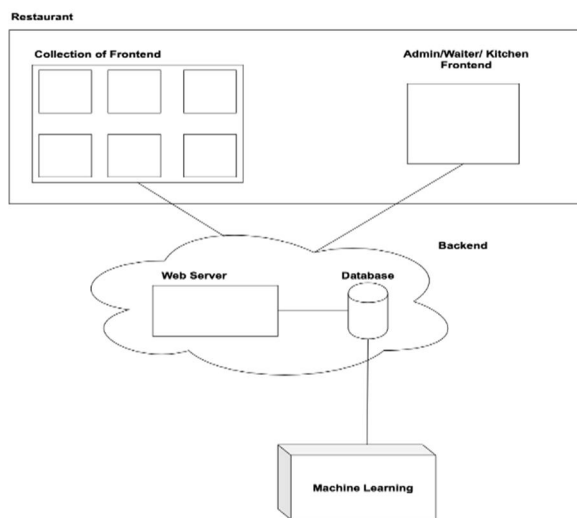 Restaurant
Collection of Frontend
Admin/Waiter/ Kitchen
Frontend
Backend
Web Server
Database
Machine Learning